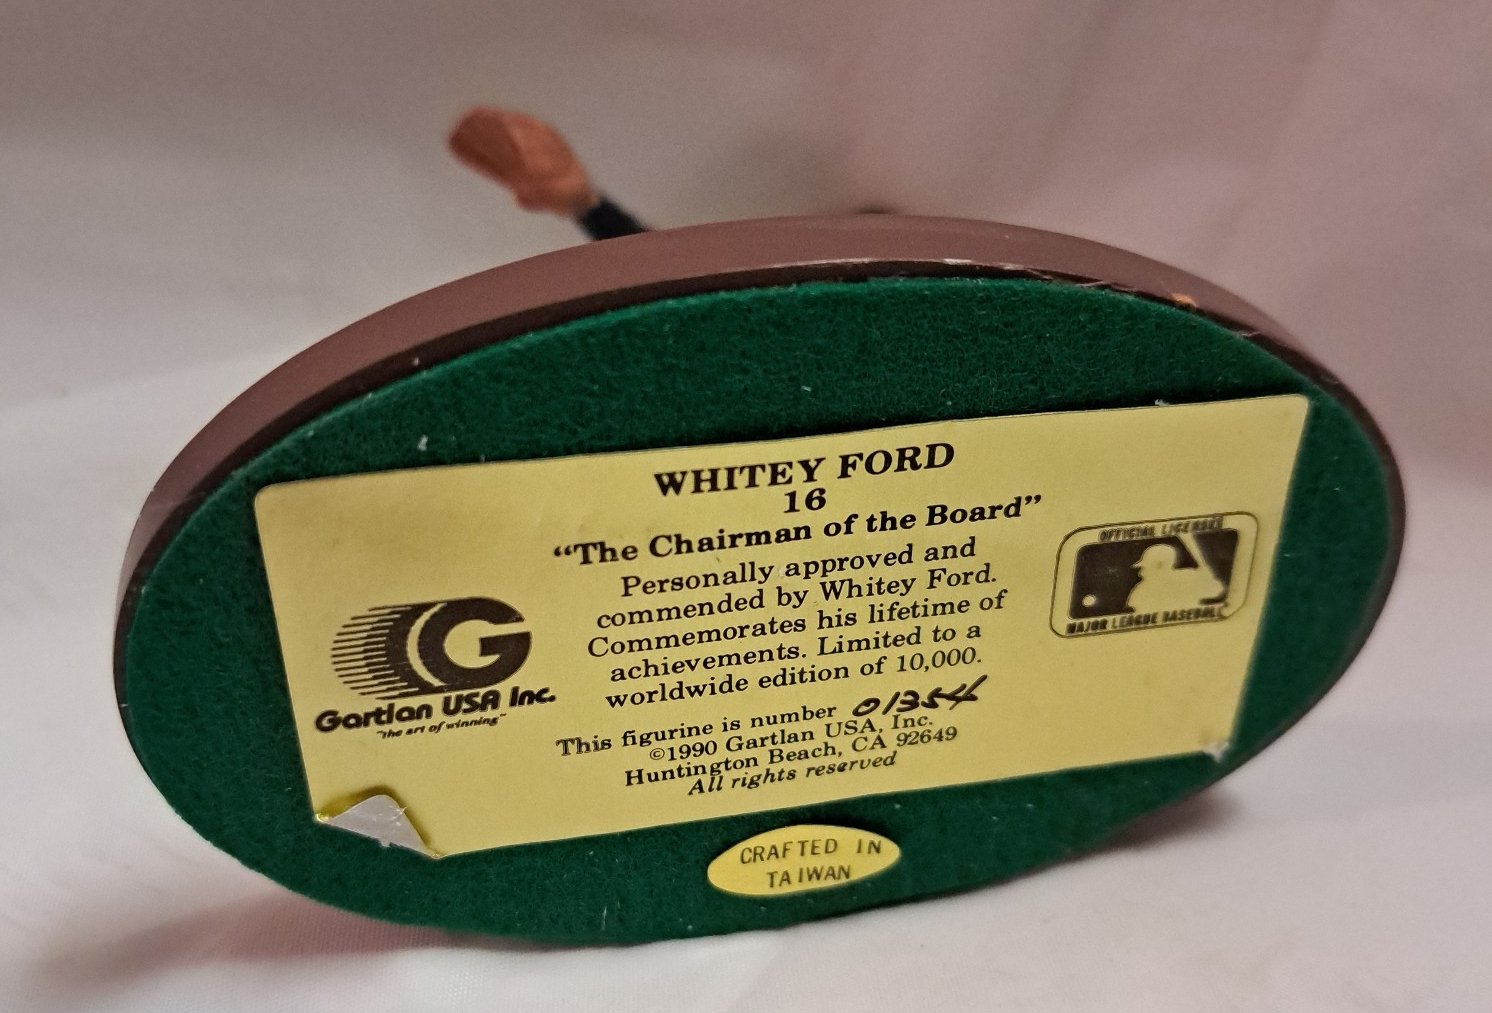 WHITEY FORD
16
“The Chairman of the Board”
Personally approved and
commended by Whitey Ford.
Commemorates his lifetime of
achievements. Limited to a
worldwide edition of 10,000.
This figurine is number 01354
©1990 Gartlan USA, Inc.
Huntington Beach, CA 92649
All rights reserved
G
Gartlan USA Inc.
"the art of winning"
OFFICIAL LICENSEE
MAJOR LEAGUE BASEBALL
CRAFTED IN
TAIWAN